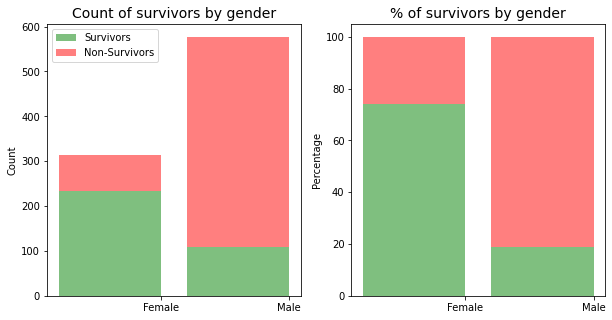 Count of survivors by gender
Survivors
Non-Survivors
Count
600
500
400
300
200
100
0
Female
Male
% of survivors by gender
Percentage
100
80
60
40
20
0
Female
Male